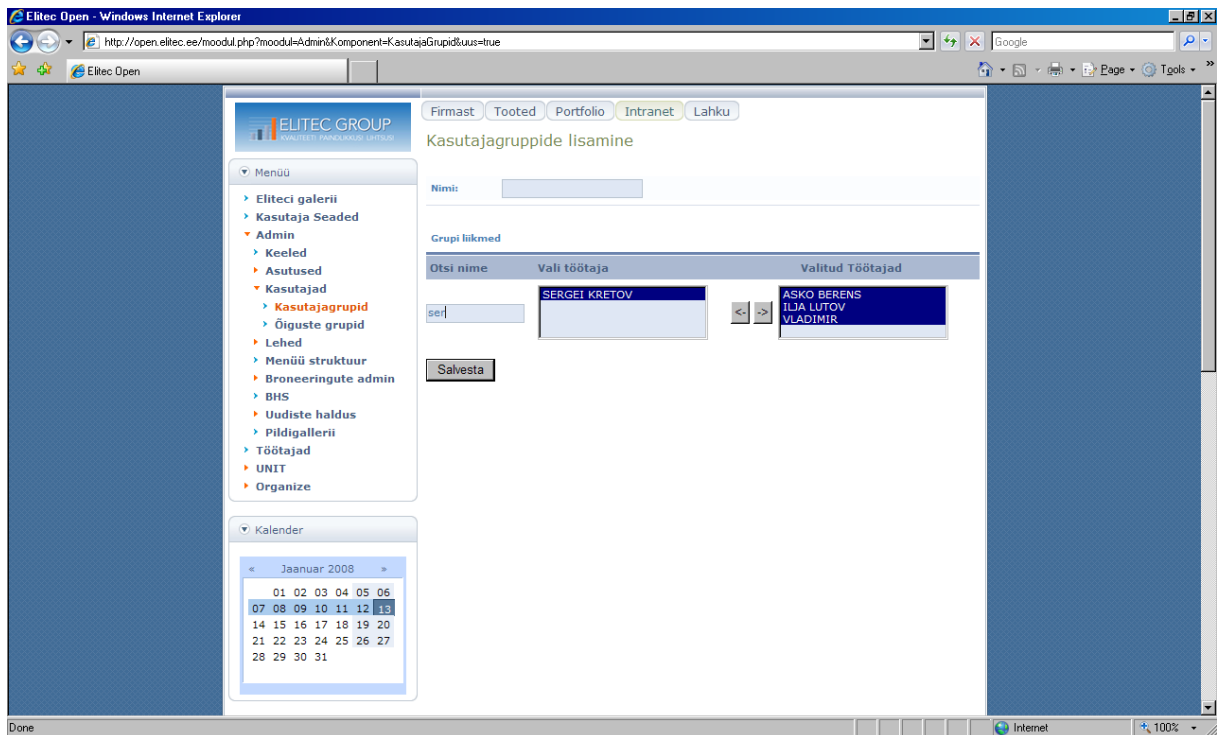 Elitec Open - Windows Internet Explorer
http://open.elitec.ee/moodul.php?moodul=Admin&Komponent=KasutajaGrupid&uus=true
Google
Elitec Open
Page
Tools
ELITEC GROUP
KVALITEETI PAINDLIKKUSI ÜHTSUSI
Firmast
Tooted
Portfolio
Intranet
Lahku
Kasutajagruppide lisamine
Menüü
Eliteci galerii
Kasutaja Seaded
Admin
Keeled
Asutused
Kasutajad
Kasutajagrupid
Õiguste grupid
Lehed
Menüü struktuur
Broneeringute admin
BHS
Uudiste haldus
Pildigallerii
Töötajad
UNIT
Organize
Nimi:
Grupi liikmed
Otsi nime Vali töötaja Valitud Töötajad
ser
SERGEI KRETOV
<- ->
ASKO BERENS
ILJA LUTOV
VLADIMIR
Salvesta
Kalender
« Jaanuar 2008 »
01 02 03 04 05 06
07 08 09 10 11 12 13
14 15 16 17 18 19 20
21 22 23 24 25 26 27
28 29 30 31
Done
Internet
100%